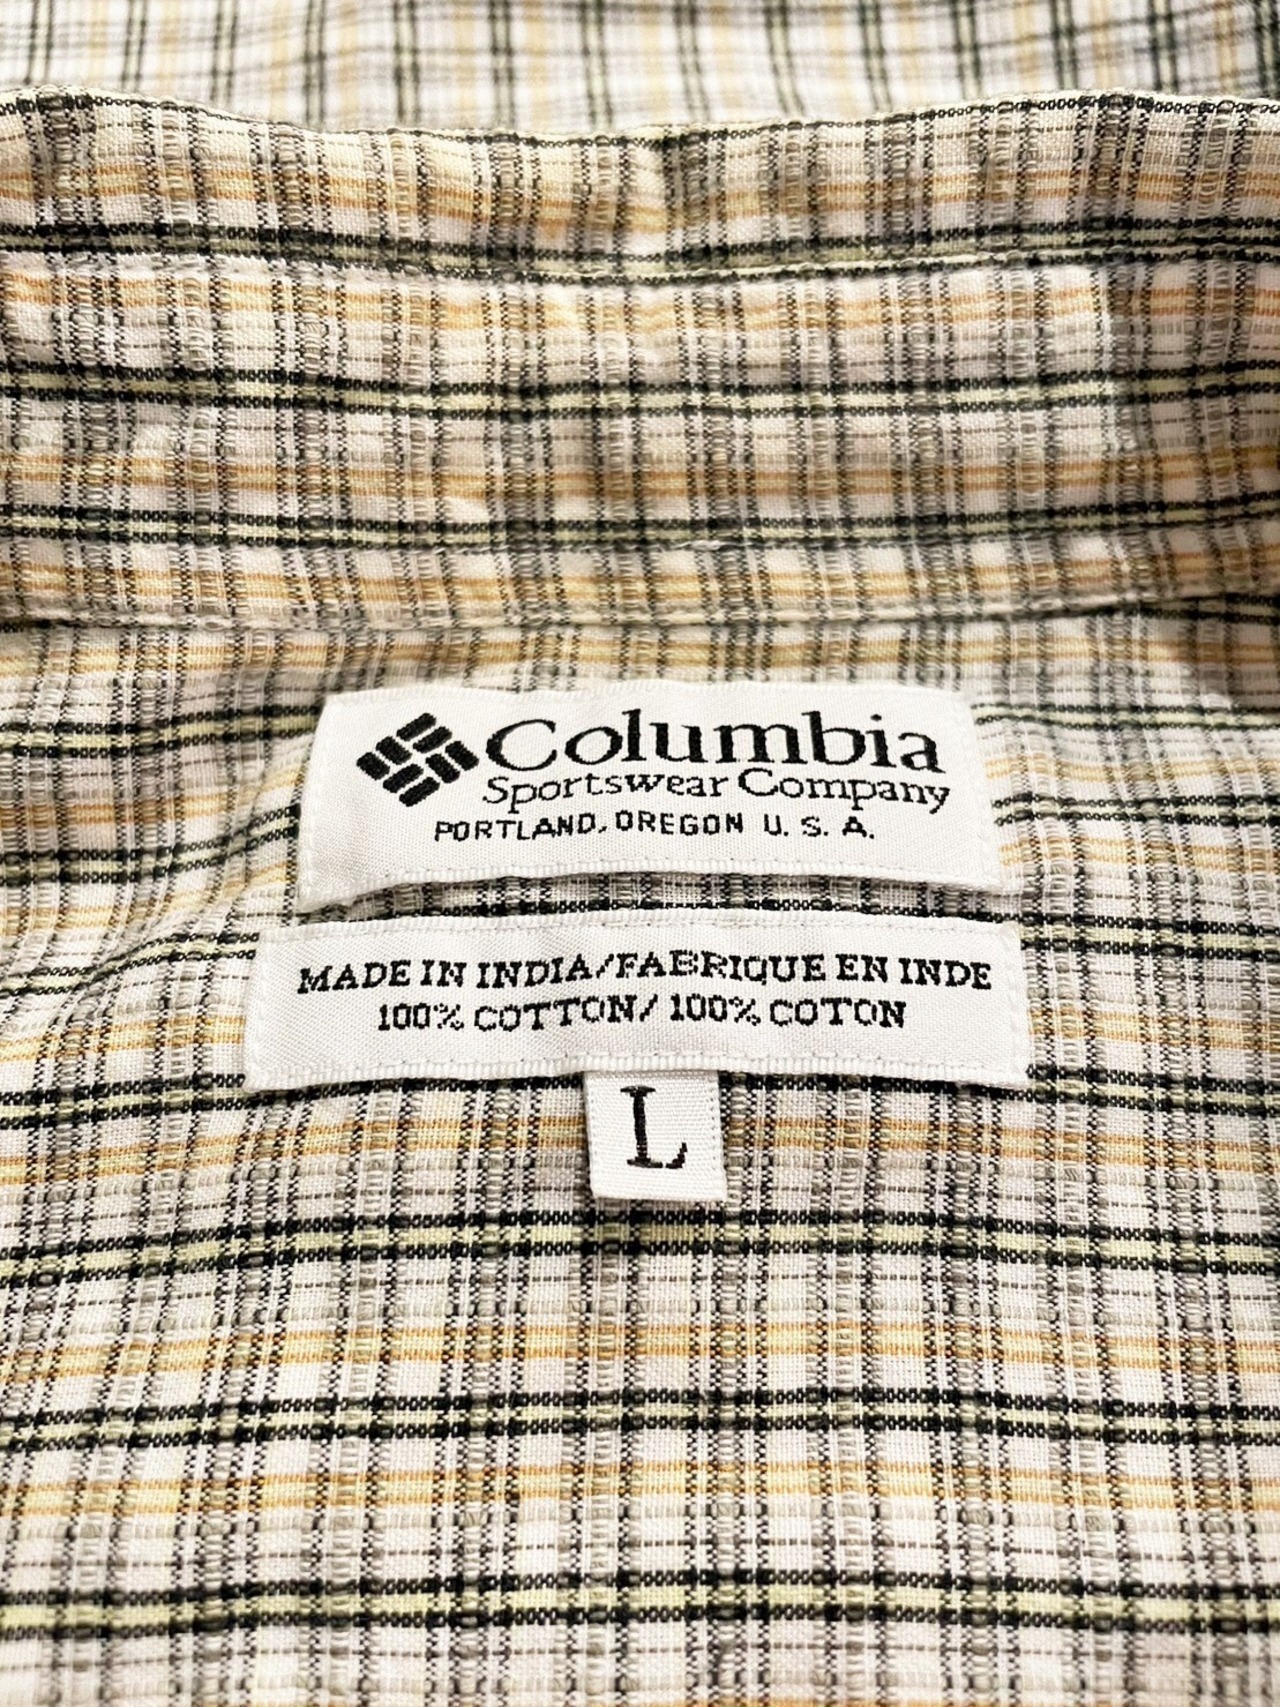 Columbia
Sportswear Company
PORTLAND, OREGON U. S. A.
MADE IN INDIA/FABRIQUE EN INDE
100% COTTON/ 100% COTON
L